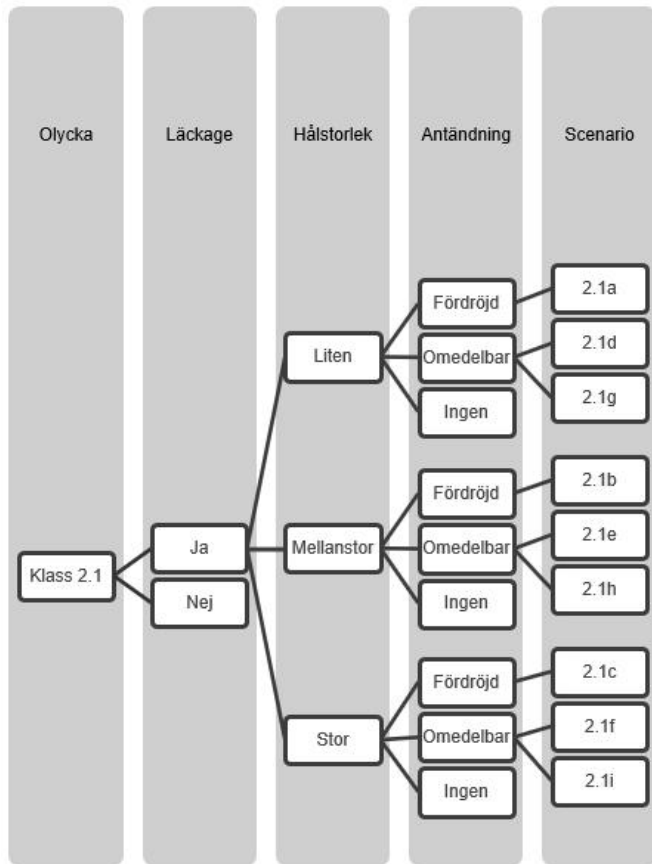 Olycka
Läckage
Hålstorlek
Antändning
Scenario
Klass 2.1
Ja
Nej
Liten
Mellanstor
Stor
Fördröjd
Omedelbar
Ingen
Fördröjd
Omedelbar
Ingen
Fördröjd
Omedelbar
Ingen
2.1a
2.1d
2.1g
2.1b
2.1e
2.1h
2.1c
2.1f
2.1i